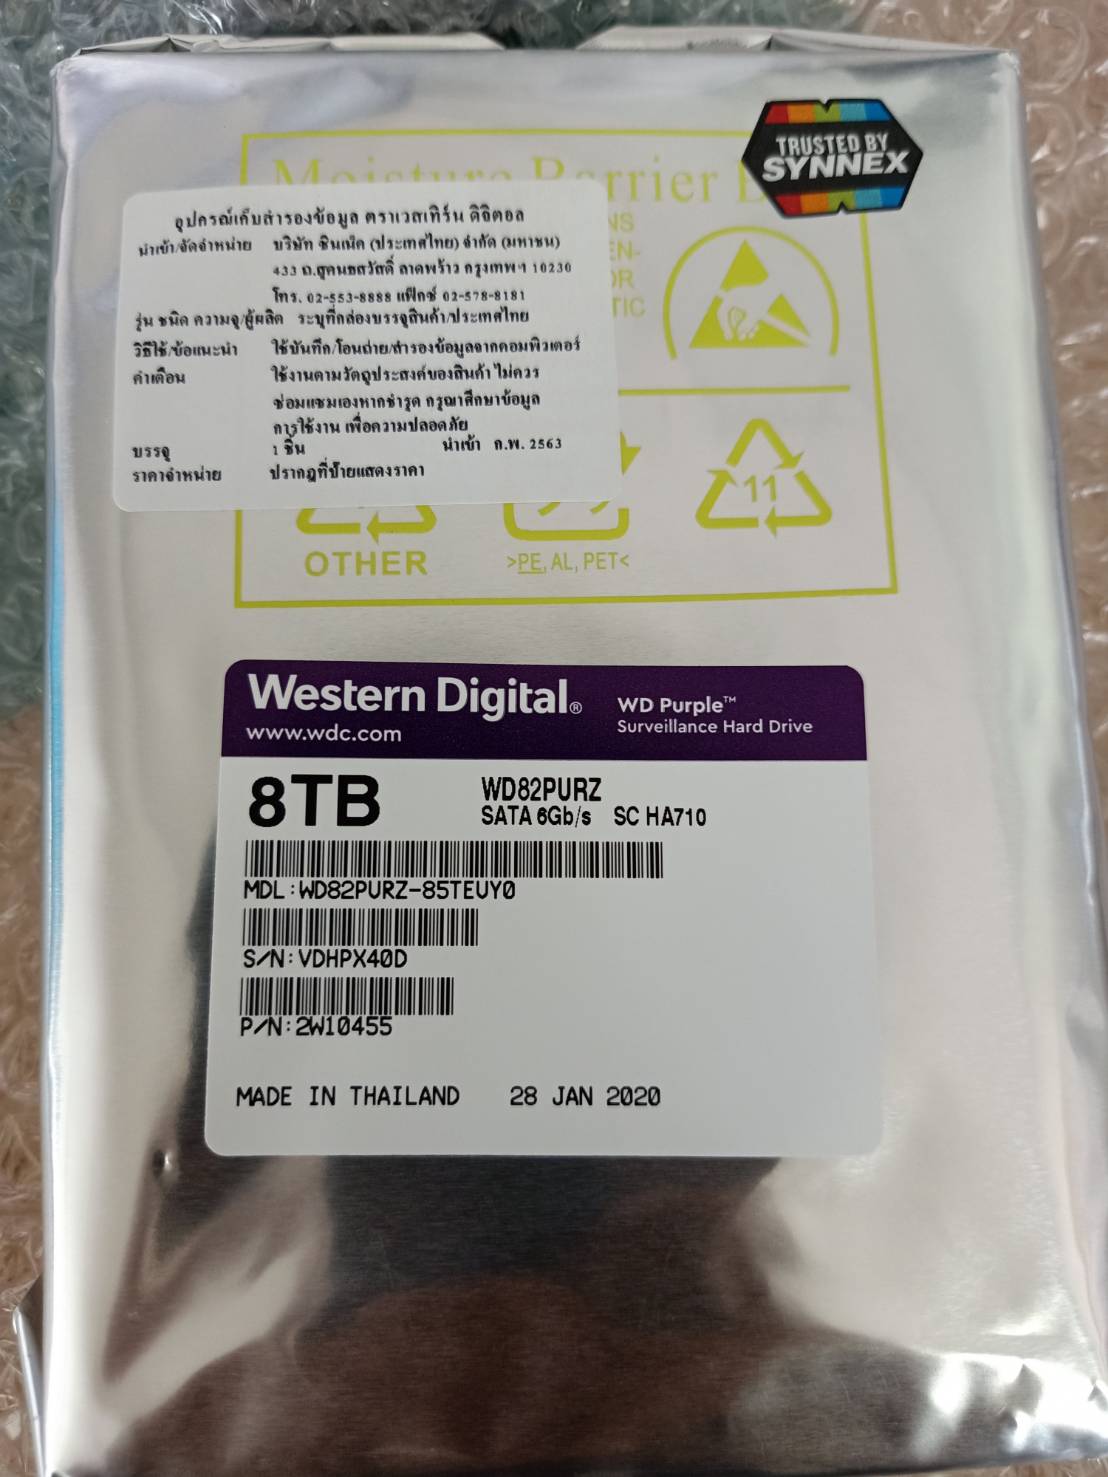 Moisture Barrier
TRUSTED BY
SYNNEX
อุปกรณ์เก็บสำรองข้อมูล ตราเวสเทิร์น ดิจิตอล
นำเข้า/จัดจำหน่าย บริษัท ซินเน็ค (ประเทศไทย) จำกัด (มหาชน)
433 ถ.สุคนธสวัสดิ์ ลาดพร้าว กรุงเทพฯ 10230
โทร. 02-553-8888 แฟ็กซ์ 02-578-8181
รุ่น ชนิด ความจุ/ผู้ผลิต ระบุที่กล่องบรรจุสินค้า/ประเทศไทย
วิธีใช้/ข้อแนะนำ ใช้บันทึก/โอนถ่าย/สำรองข้อมูลจากคอมพิวเตอร์
คำเตือน ใช้งานตามวัตถุประสงค์ของสินค้า ไม่ควร
ซ่อมแซมเองหากชำรุด กรุณาศึกษาข้อมูล
การใช้งาน เพื่อความปลอดภัย
บรรจุ 1 ชิ้น นำเข้า ก.พ. 2563
ราคาจำหน่าย ปรากฏที่ป้ายแสดงราคา
11
OTHER >PE, AL, PET<
Western Digital® WD Purple™
www.wdc.com Surveillance Hard Drive
8TB WD82PURZ
SATA 6Gb/s SC HA710
MDL:WD82PURZ-85TEUY0
S/N:VDHPX40D
P/N:2W10455
MADE IN THAILAND 28 JAN 2020